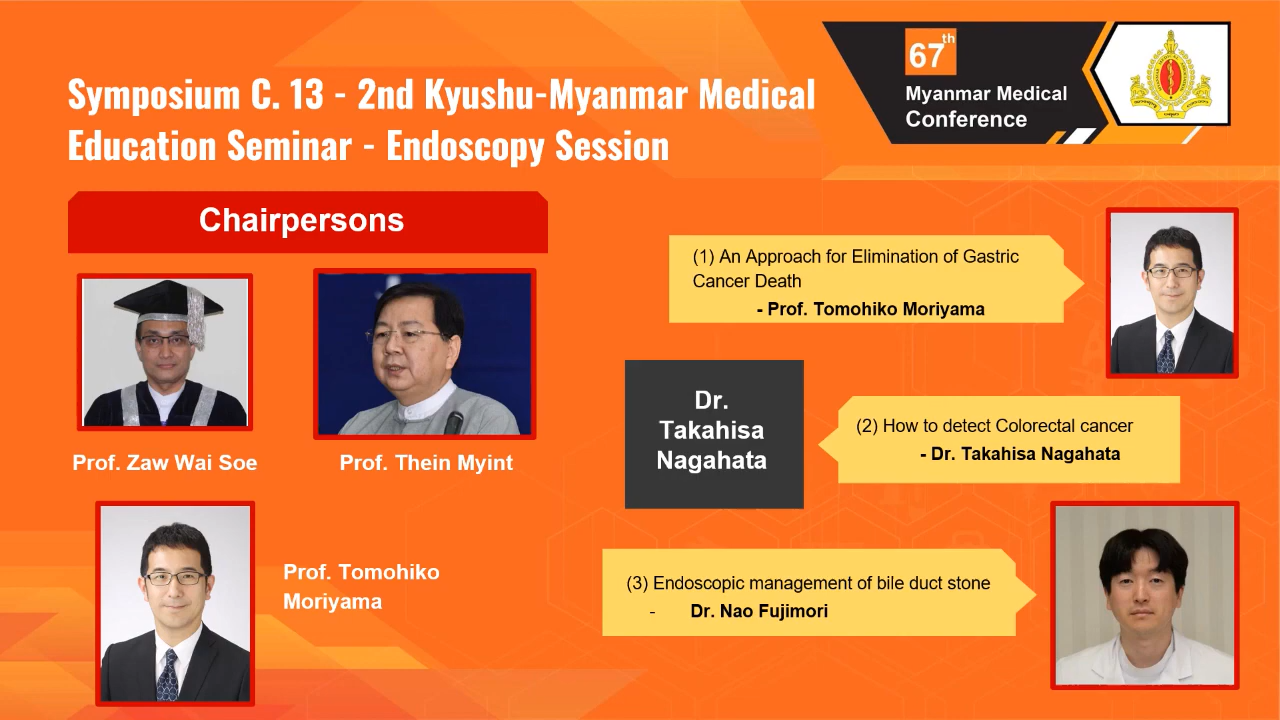 Symposium C. 13 - 2nd Kyushu-Myanmar Medical
Education Seminar - Endoscopy Session
67th
Myanmar Medical
Conference
Chairpersons
Prof. Zaw Wai Soe
Prof. Thein Myint
Prof. Tomohiko
Moriyama
(1) An Approach for Elimination of Gastric
Cancer Death
- Prof. Tomohiko Moriyama
Dr.
Takahisa
Nagahata
(2) How to detect Colorectal cancer
- Dr. Takahisa Nagahata
(3) Endoscopic management of bile duct stone
- Dr. Nao Fujimori